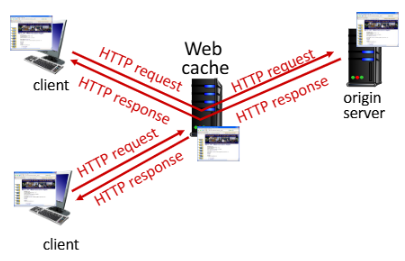 Web
cache
client
HTTP request
HTTP response
HTTP request
HTTP response
origin
server
HTTP request
HTTP response
client